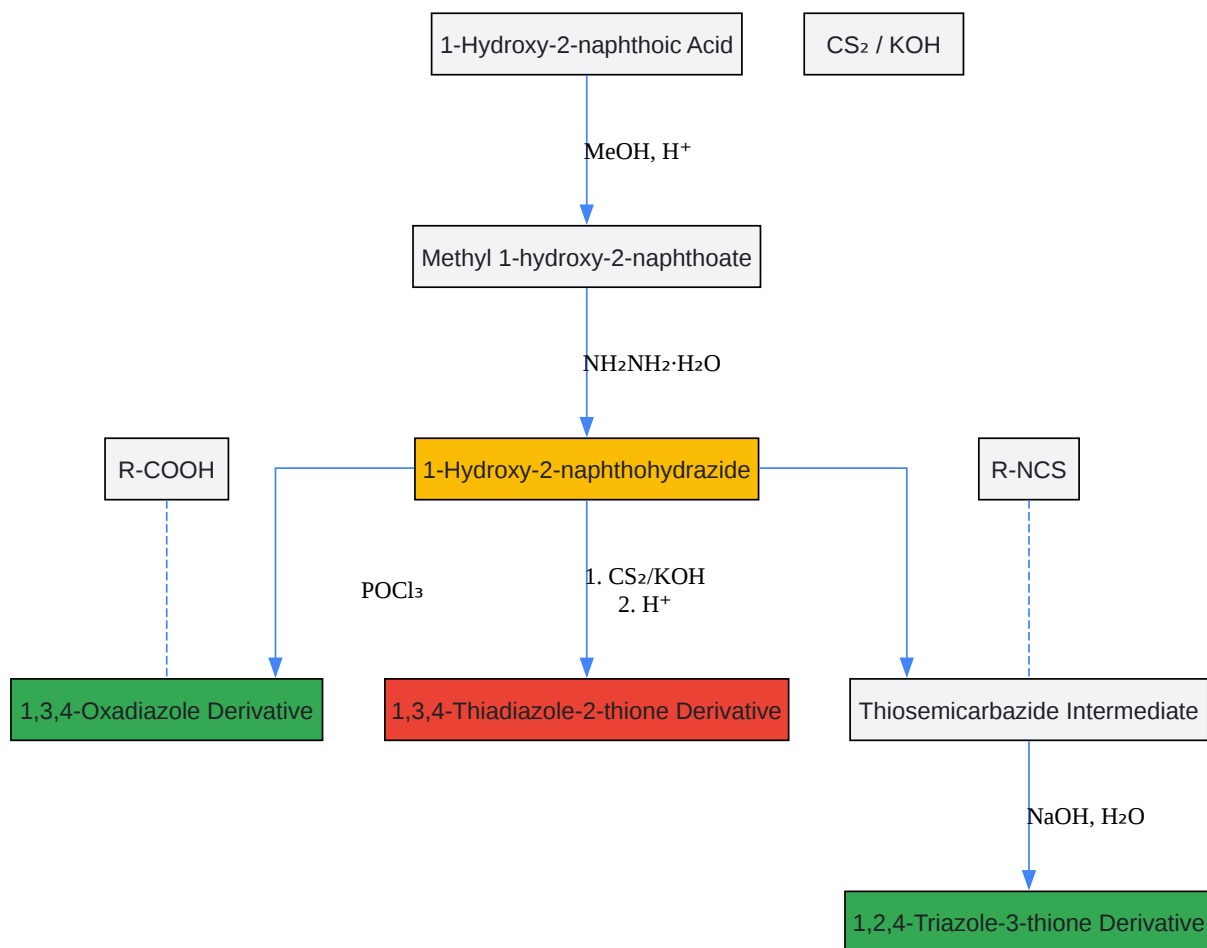 1-Hydroxy-2-naphthoic Acid
CS₂ / KOH
MeOH, H⁺
Methyl 1-hydroxy-2-naphthoate
NH₂NH₂·H₂O
R-COOH
1-Hydroxy-2-naphthohydrazide
R-NCS
POCl₃
1. CS₂/KOH
2. H⁺
1,3,4-Oxadiazole Derivative
1,3,4-Thiadiazole-2-thione Derivative
Thiosemicarbazide Intermediate
NaOH, H₂O
1,2,4-Triazole-3-thione Derivative